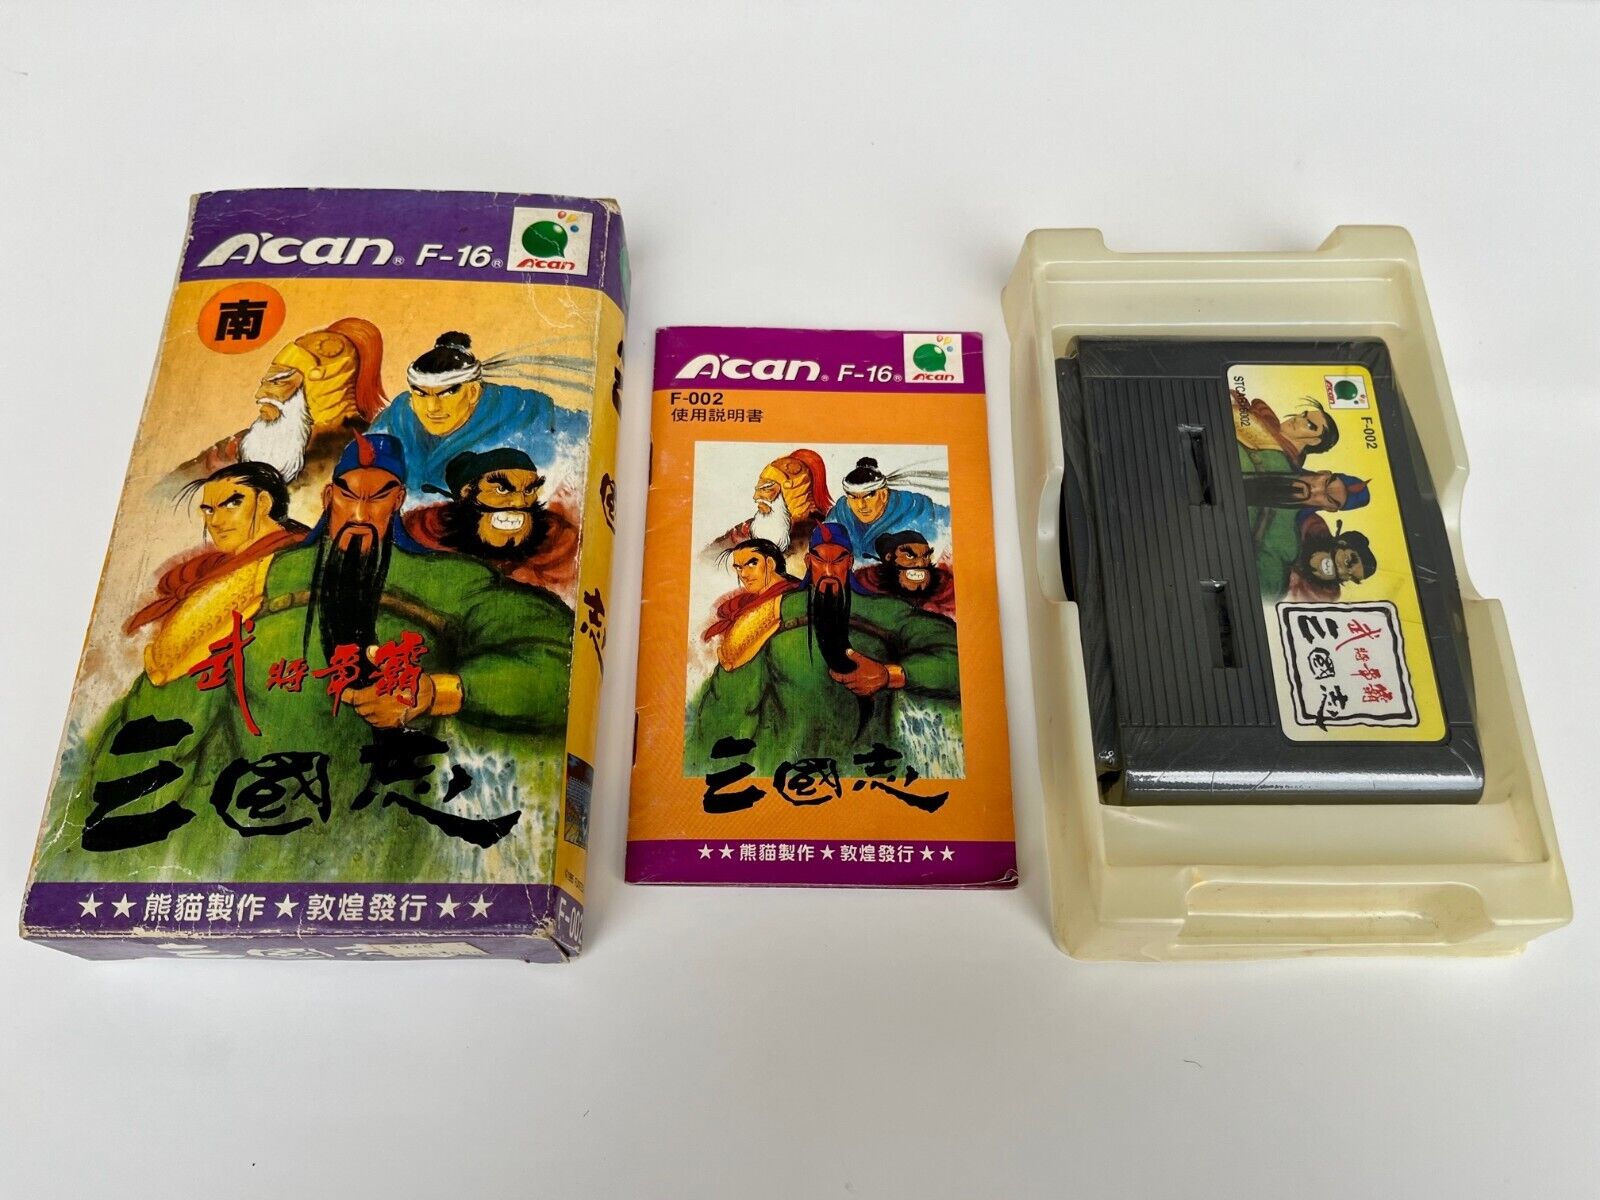 A'can® F-16®
A'can
南
武將爭霸
三國志
★★熊貓製作★敦煌發行★★
國
志
F-002
A'can® F-16®
A'can
F-002
使用說明書
三國志
★★熊貓製作★敦煌發行★★
A'can
F-002
武將爭霸
三國志